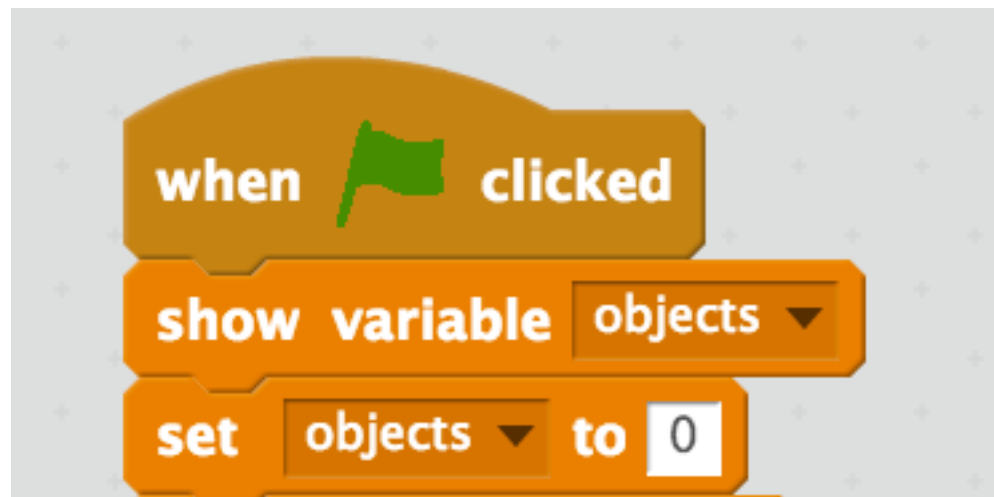 when clicked
show variable objects
set objects to 0